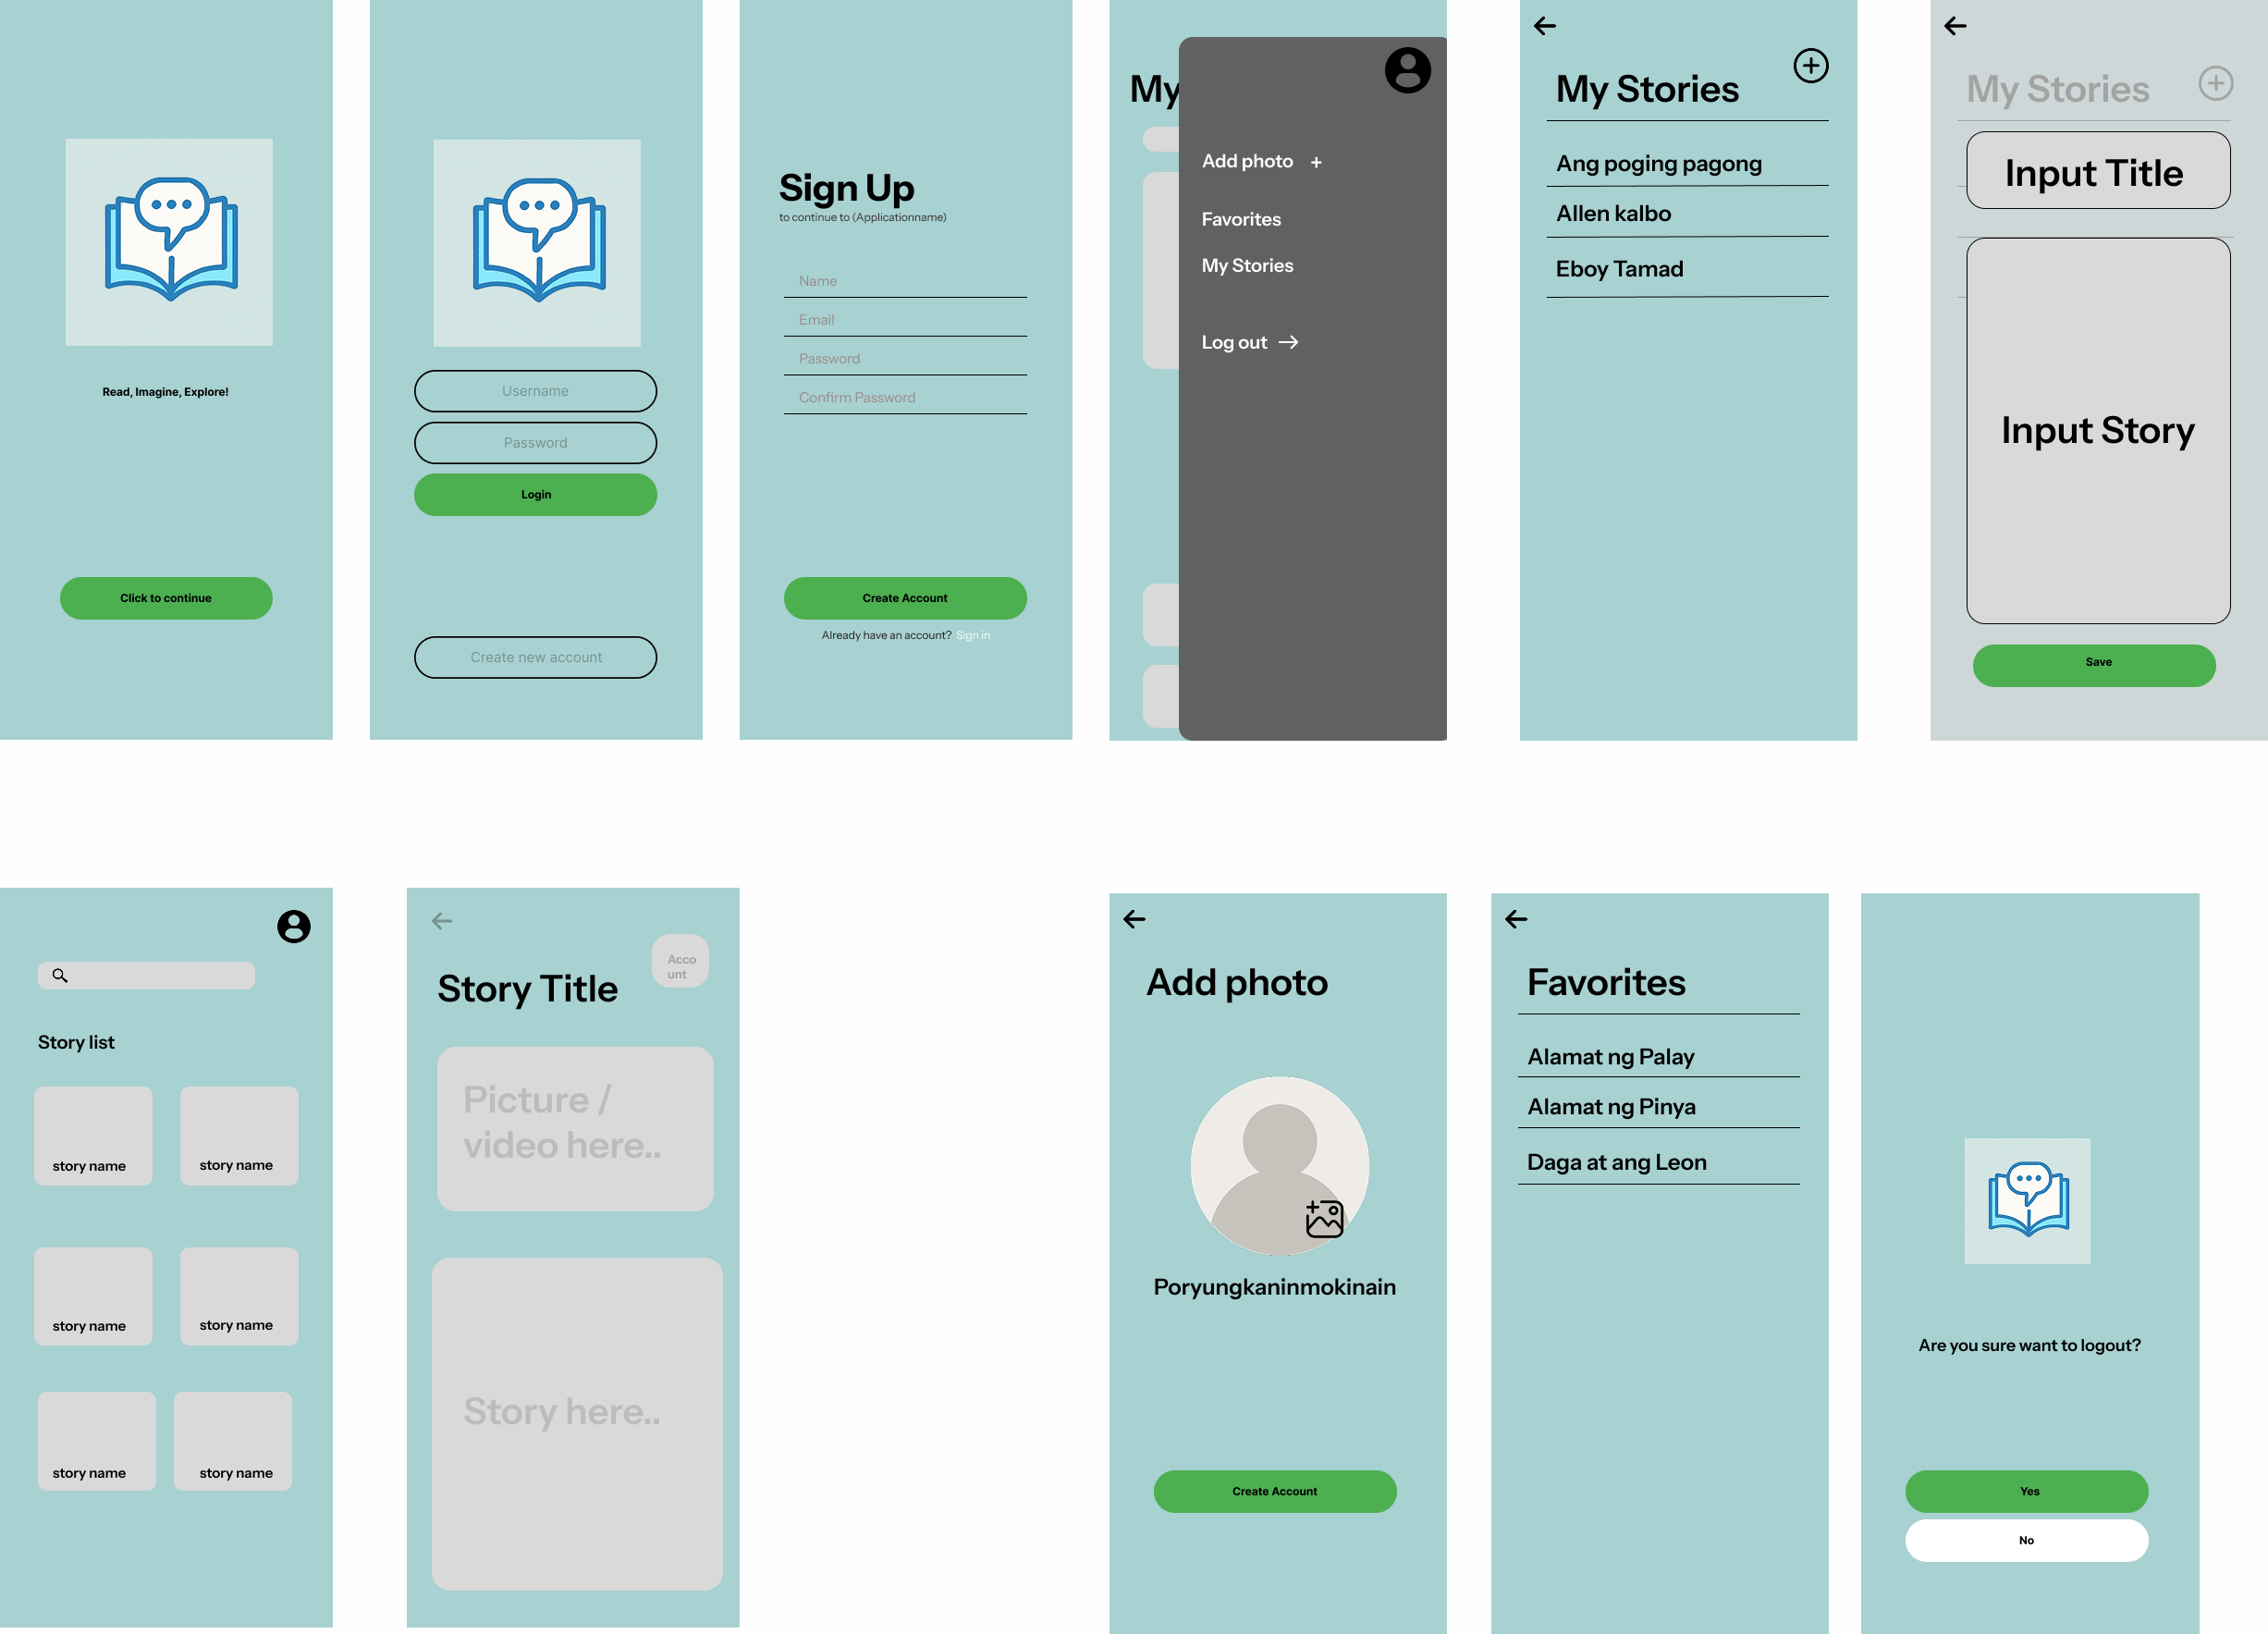 Read, Imagine, Explore!
Click to continue
Username
Password
Login
Create new account
Sign Up
to continue to (Applicationname)
Name
Email
Password
Confirm Password
Create Account
Already have an account? Sign in
My
Add photo +
Favorites
My Stories
Log out
My Stories
Ang poging pagong
Allen kalbo
Eboy Tamad
My Stories
Input Title
Input Story
Save
Story list
story name
story name
story name
story name
story name
story name
Acco
unt
Story Title
Picture /
video here..
Story here..
Add photo
Poryungkaninmokinain
Create Account
Favorites
Alamat ng Palay
Alamat ng Pinya
Daga at ang Leon
Are you sure want to logout?
Yes
No